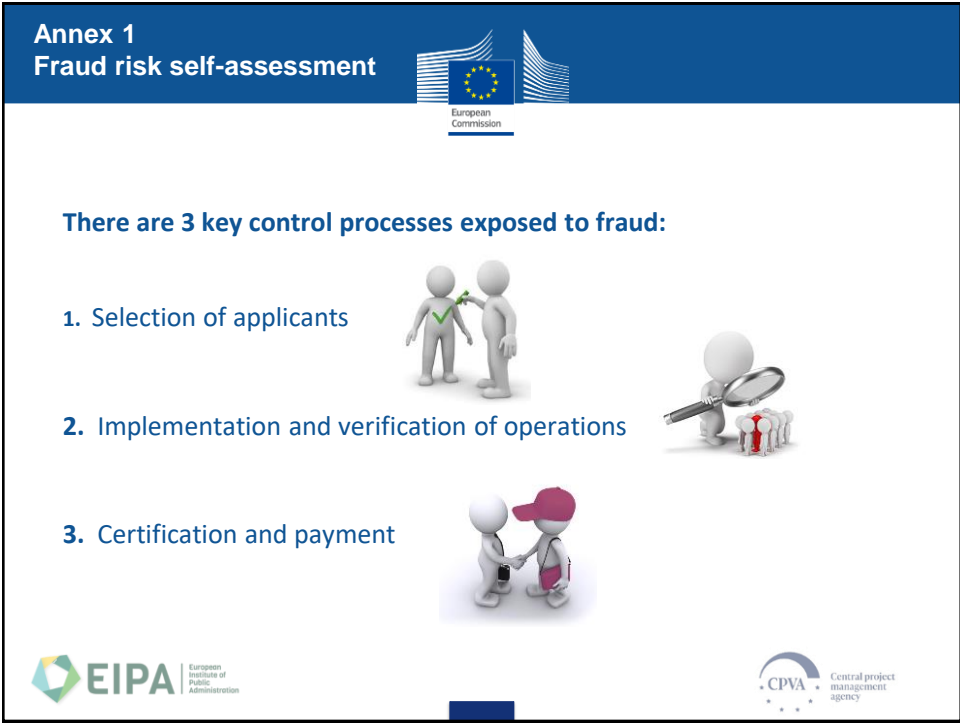 Annex 1
Fraud risk self-assessment
European
Commission
There are 3 key control processes exposed to fraud:
1. Selection of applicants
2. Implementation and verification of operations
3. Certification and payment
EIPA
European
Institute of
Public
Administration
CPVA
Central project
management
agency